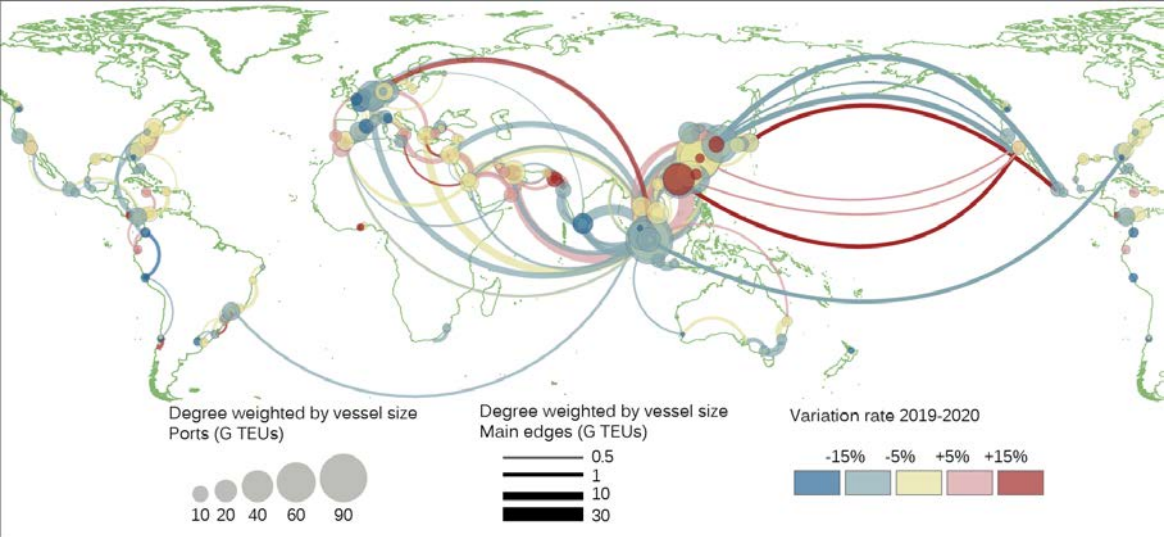 Degree weighted by vessel size
Ports (G TEUs)
10 20 40 60 90
Degree weighted by vessel size
Main edges (G TEUs)
0.5
1
10
30
Variation rate 2019-2020
-15% -5% +5% +15%